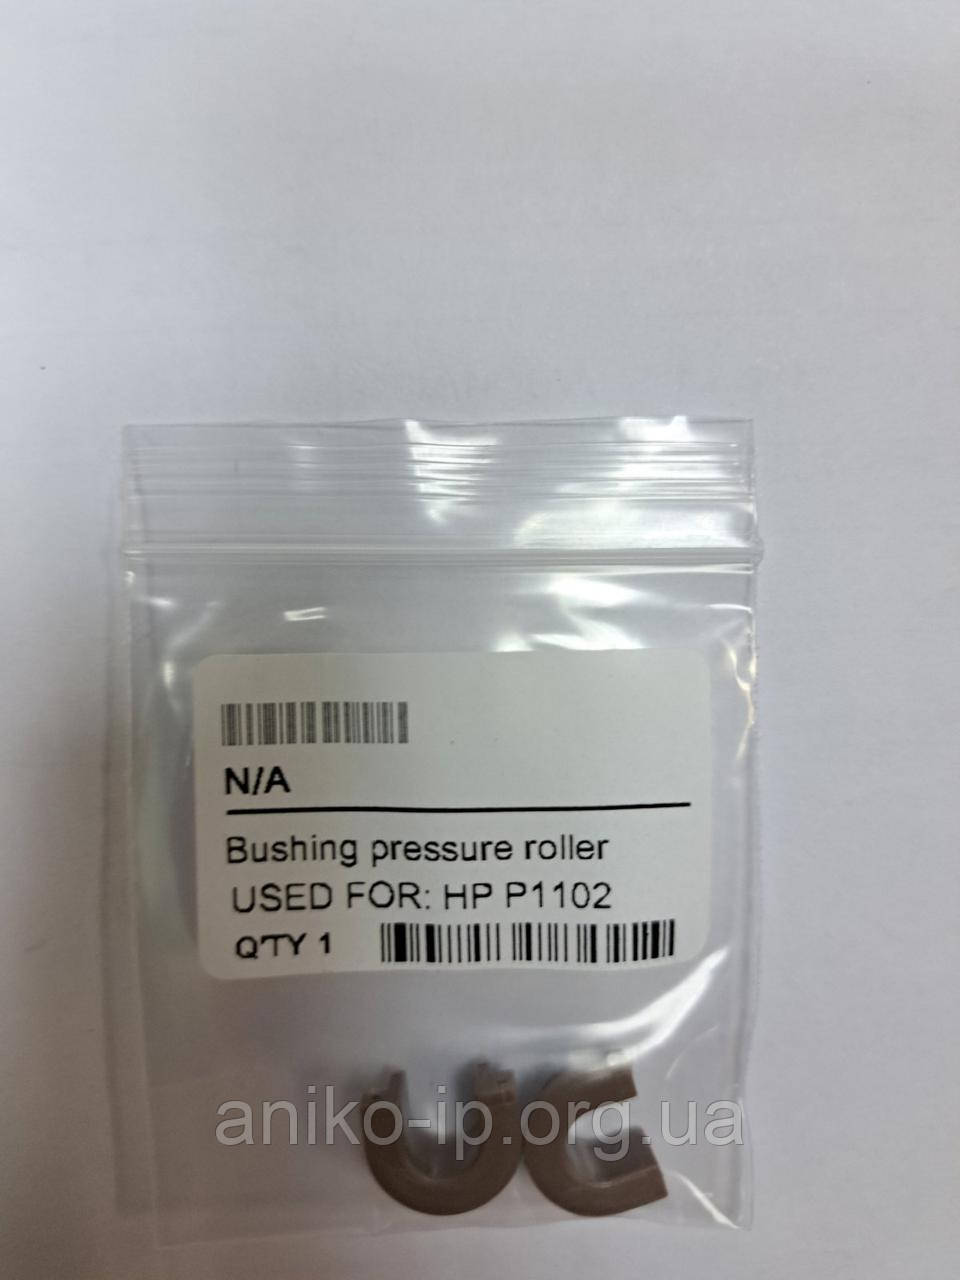 N/A
Bushing pressure roller
USED FOR: HP P1102
Q'TY 1
aniko-ip.org.ua